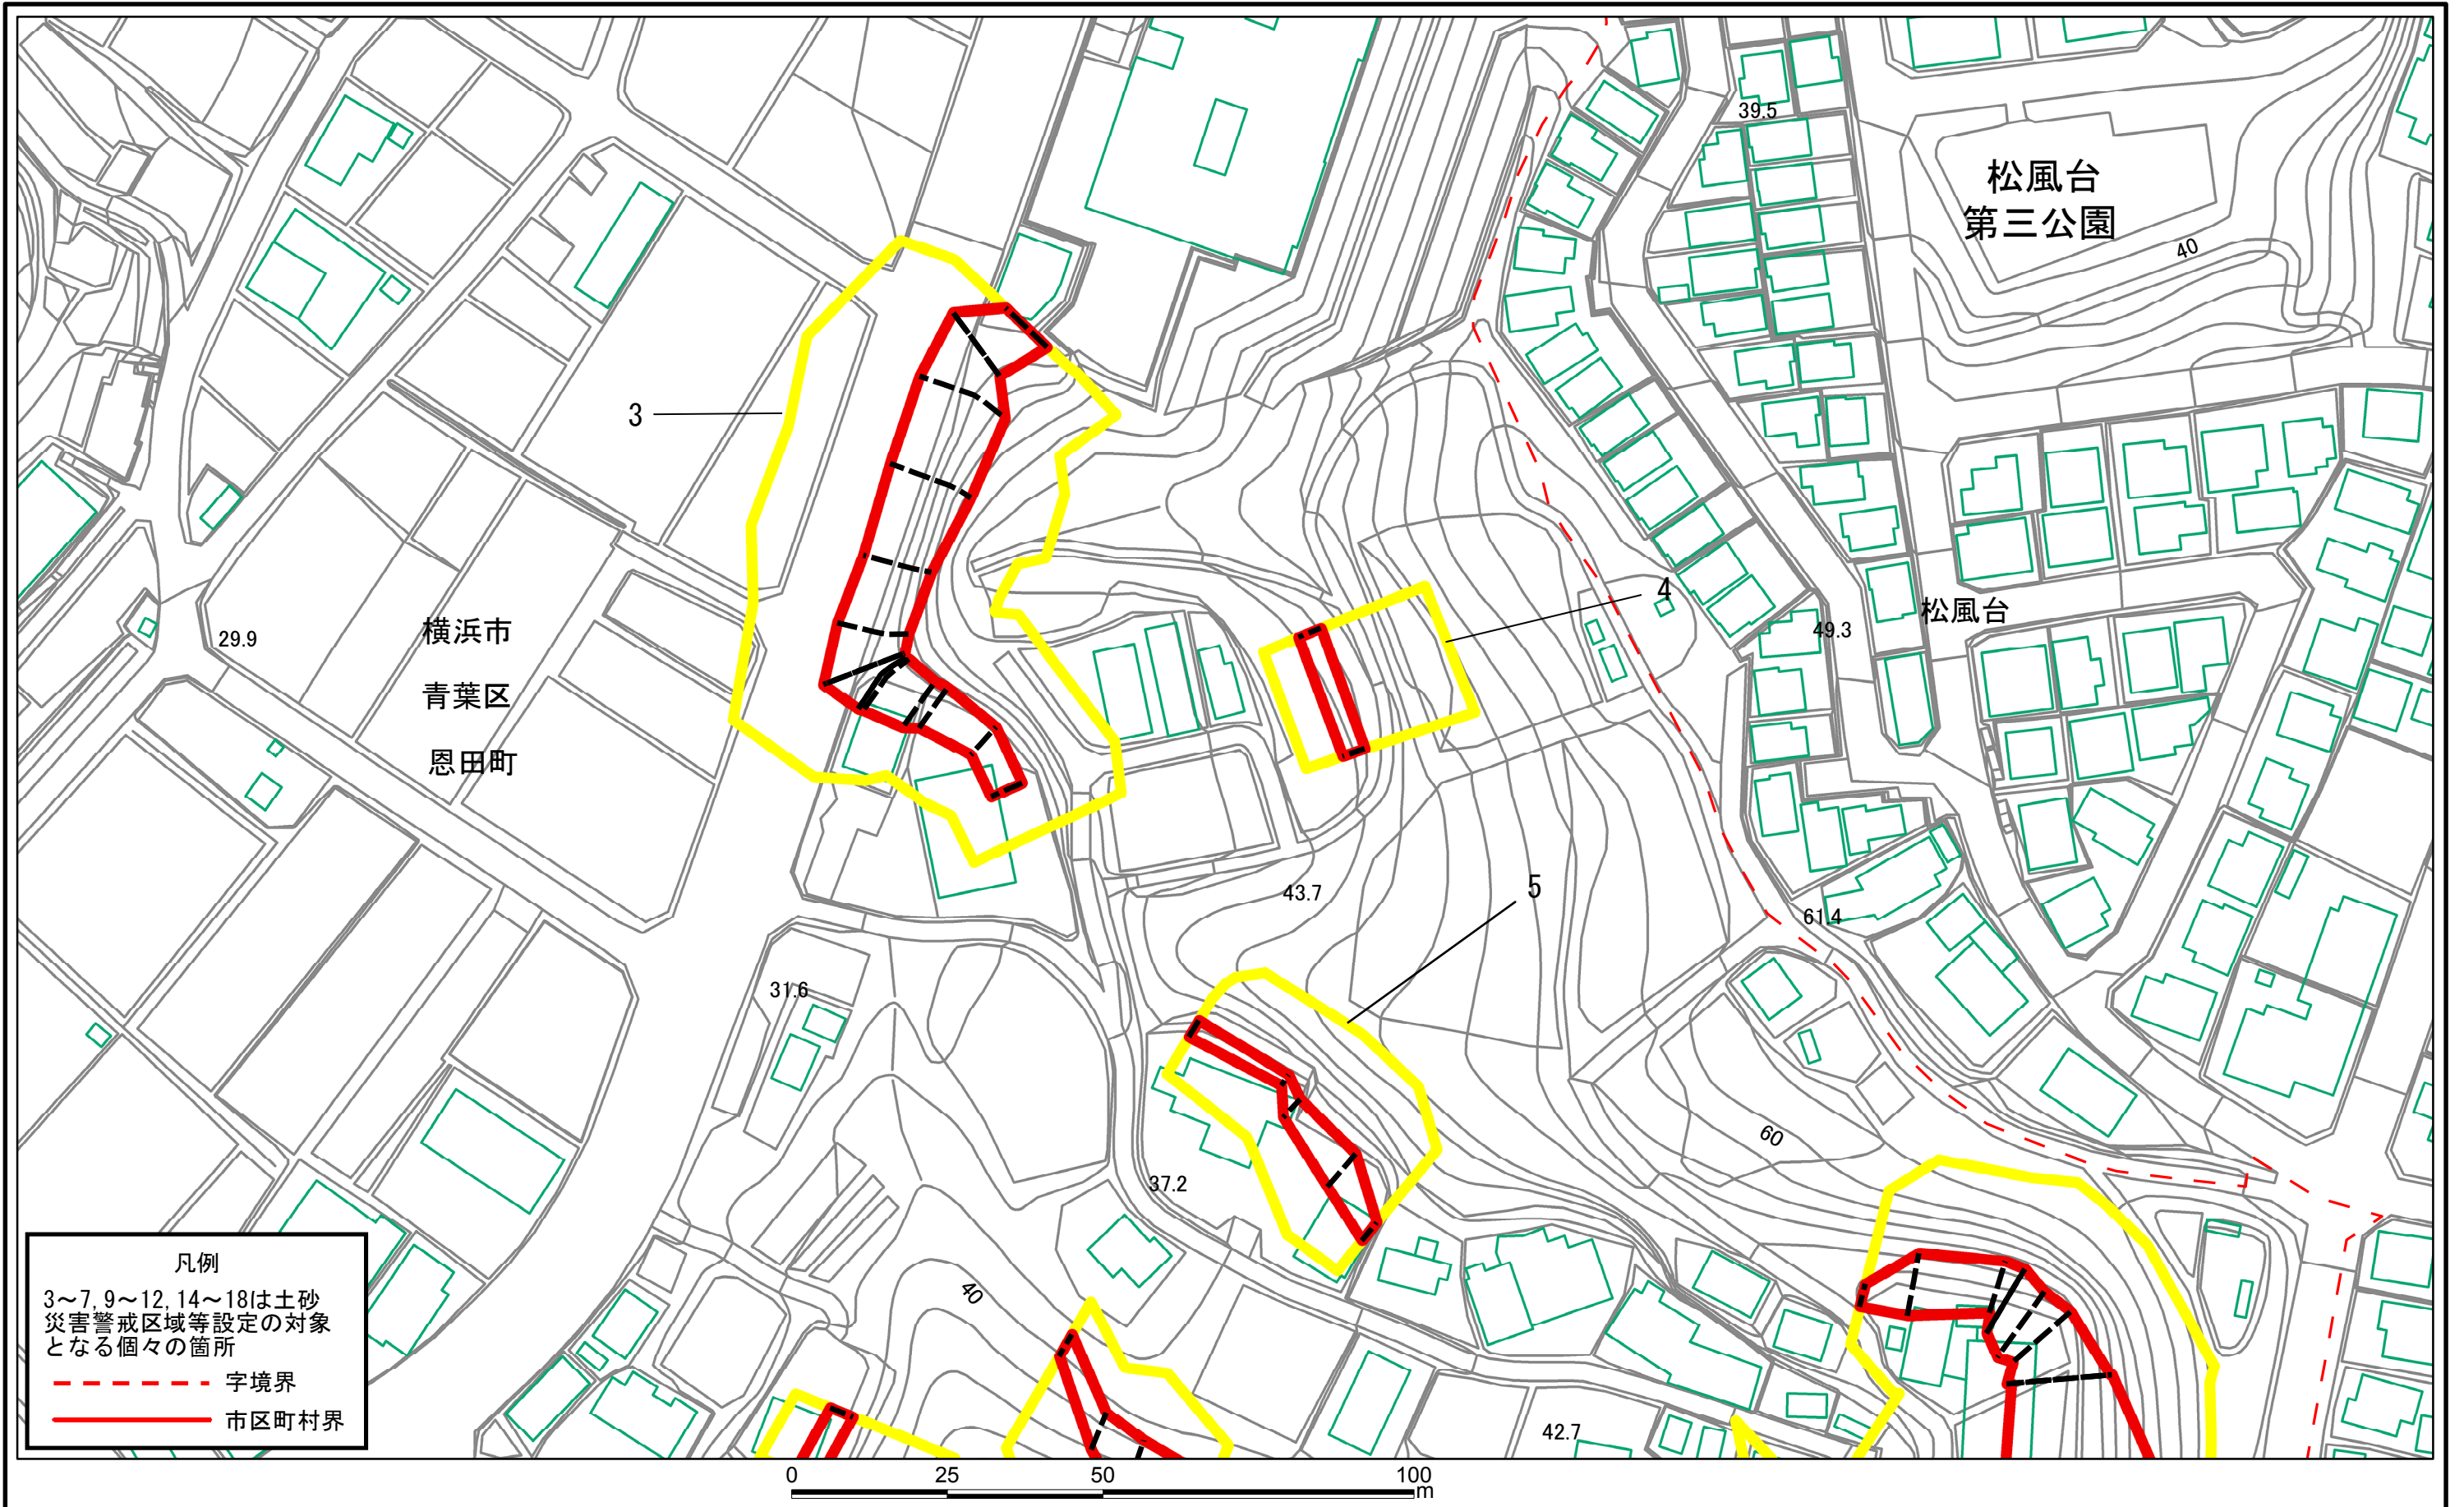 39.5
松風台
第三公園
40
3
4
松風台
49.3
横浜市
29.9
青葉区
恩田町
5
43.7
61.4
31.6
60
37.2
40
42.7
凡例
3～7,9～12,14～18は土砂
災害警戒区域等設定の対象
となる個々の箇所
字境界
市区町村界
0 25 50 100
m